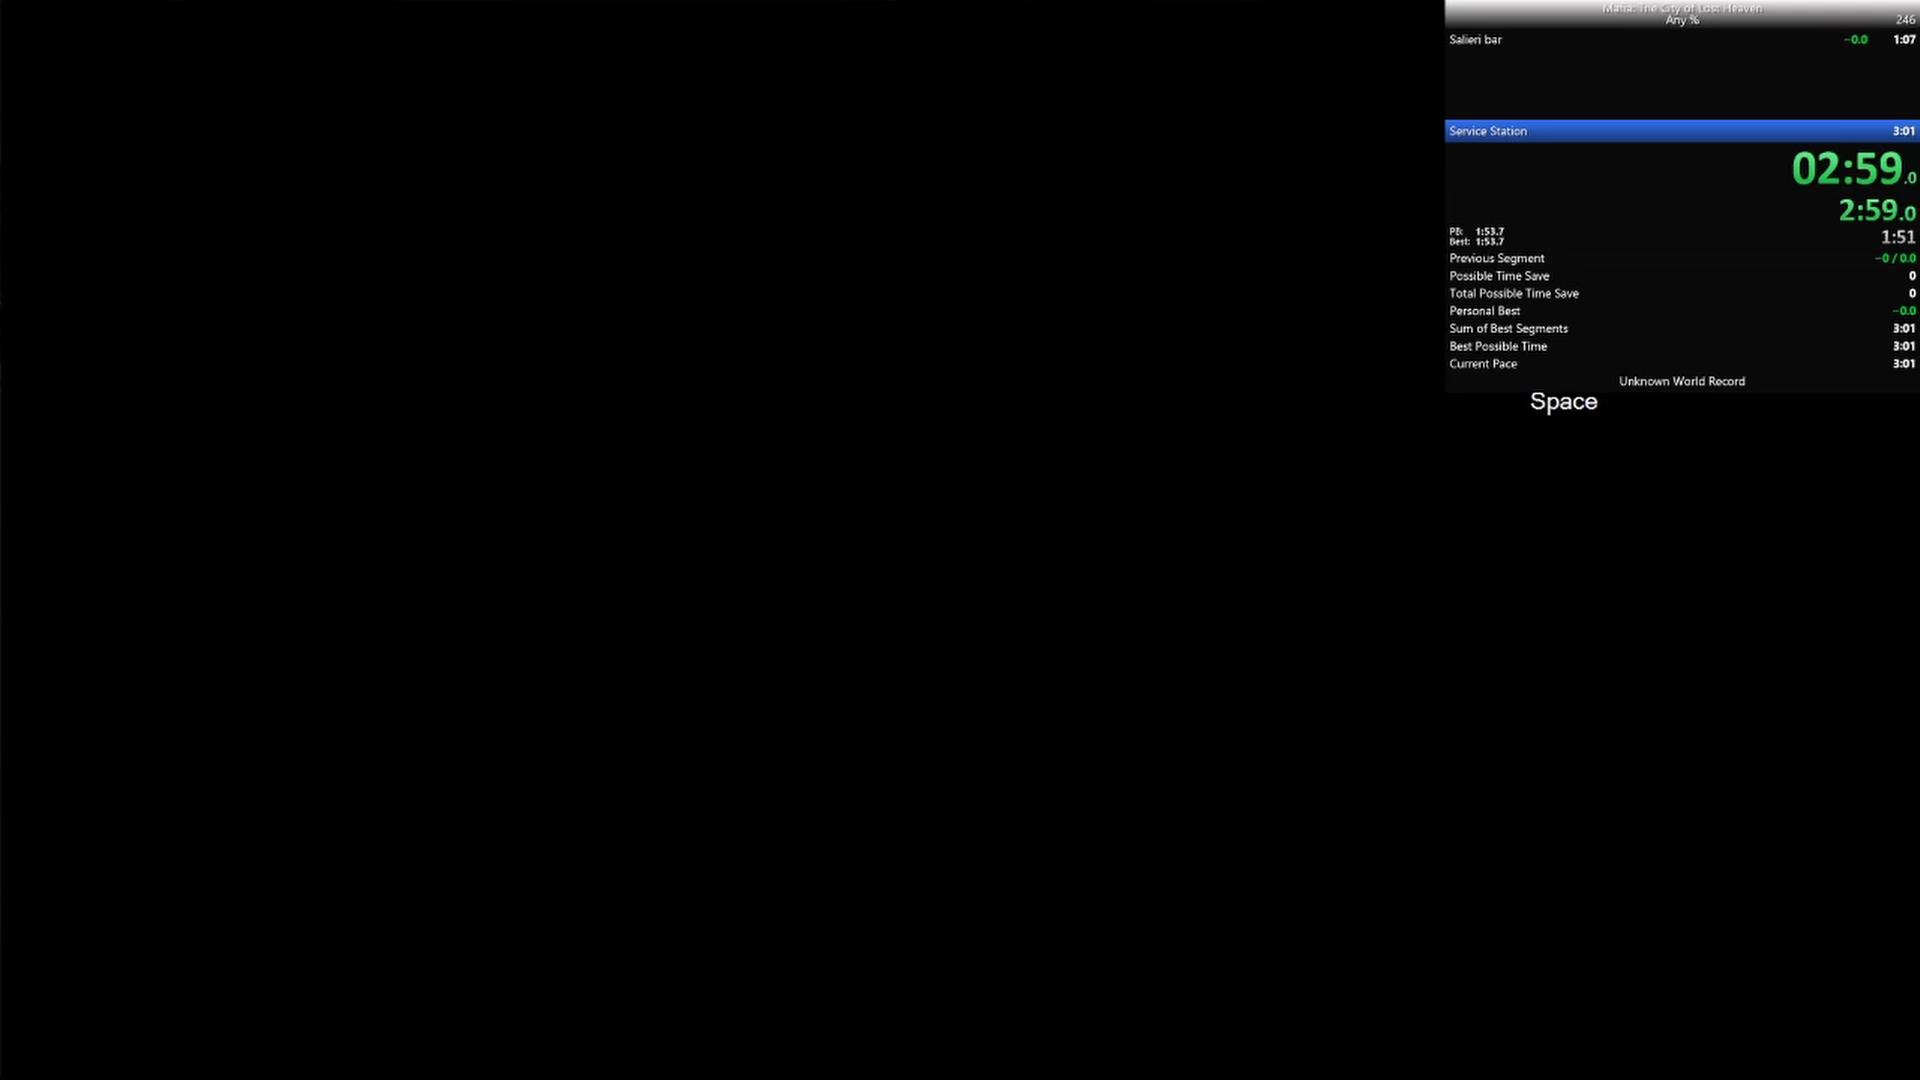 Mafia: The City of Lost Heaven
Any % 246
Salieri bar -0.0 1:07
Service Station 3:01
02:59.0
2:59.0
PB: 1:53.7
Best: 1:53.7 1:51
Previous Segment -0 / 0.0
Possible Time Save 0
Total Possible Time Save 0
Personal Best -0.0
Sum of Best Segments 3:01
Best Possible Time 3:01
Current Pace 3:01
Unknown World Record
Space